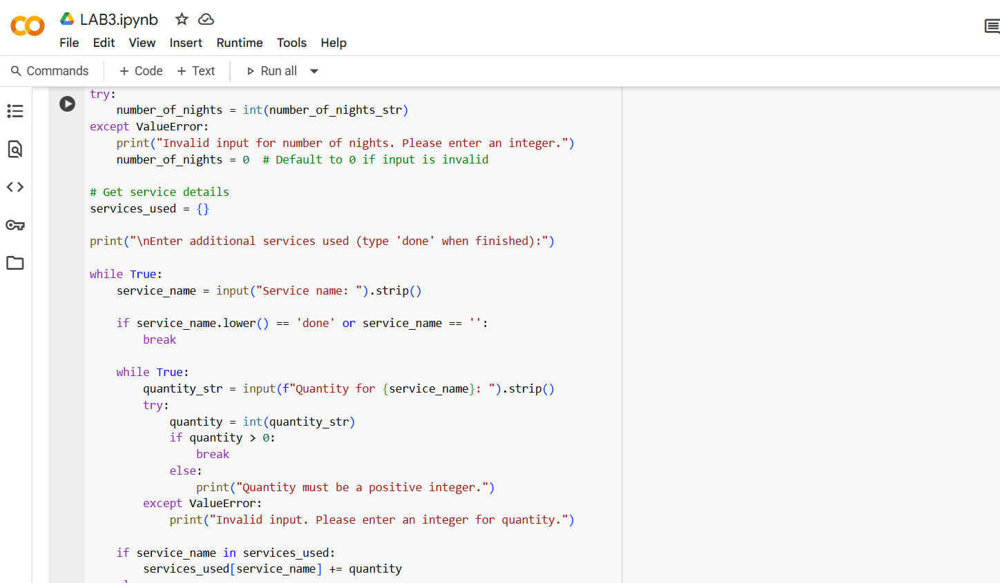 LAB3.ipynb
File Edit View Insert Runtime Tools Help
Commands + Code + Text Run all
try:
    number_of_nights = int(number_of_nights_str)
except ValueError:
    print("Invalid input for number of nights. Please enter an integer.")
    number_of_nights = 0  # Default to 0 if input is invalid
# Get service details
services_used = {}
print("\nEnter additional services used (type 'done' when finished):")
while True:
    service_name = input("Service name: ").strip()
    if service_name.lower() == 'done' or service_name == '':
        break
    while True:
        quantity_str = input(f"Quantity for {service_name}: ").strip()
        try:
            quantity = int(quantity_str)
            if quantity > 0:
                break
            else:
                print("Quantity must be a positive integer.")
        except ValueError:
            print("Invalid input. Please enter an integer for quantity.")
    if service_name in services_used:
        services_used[service_name] += quantity